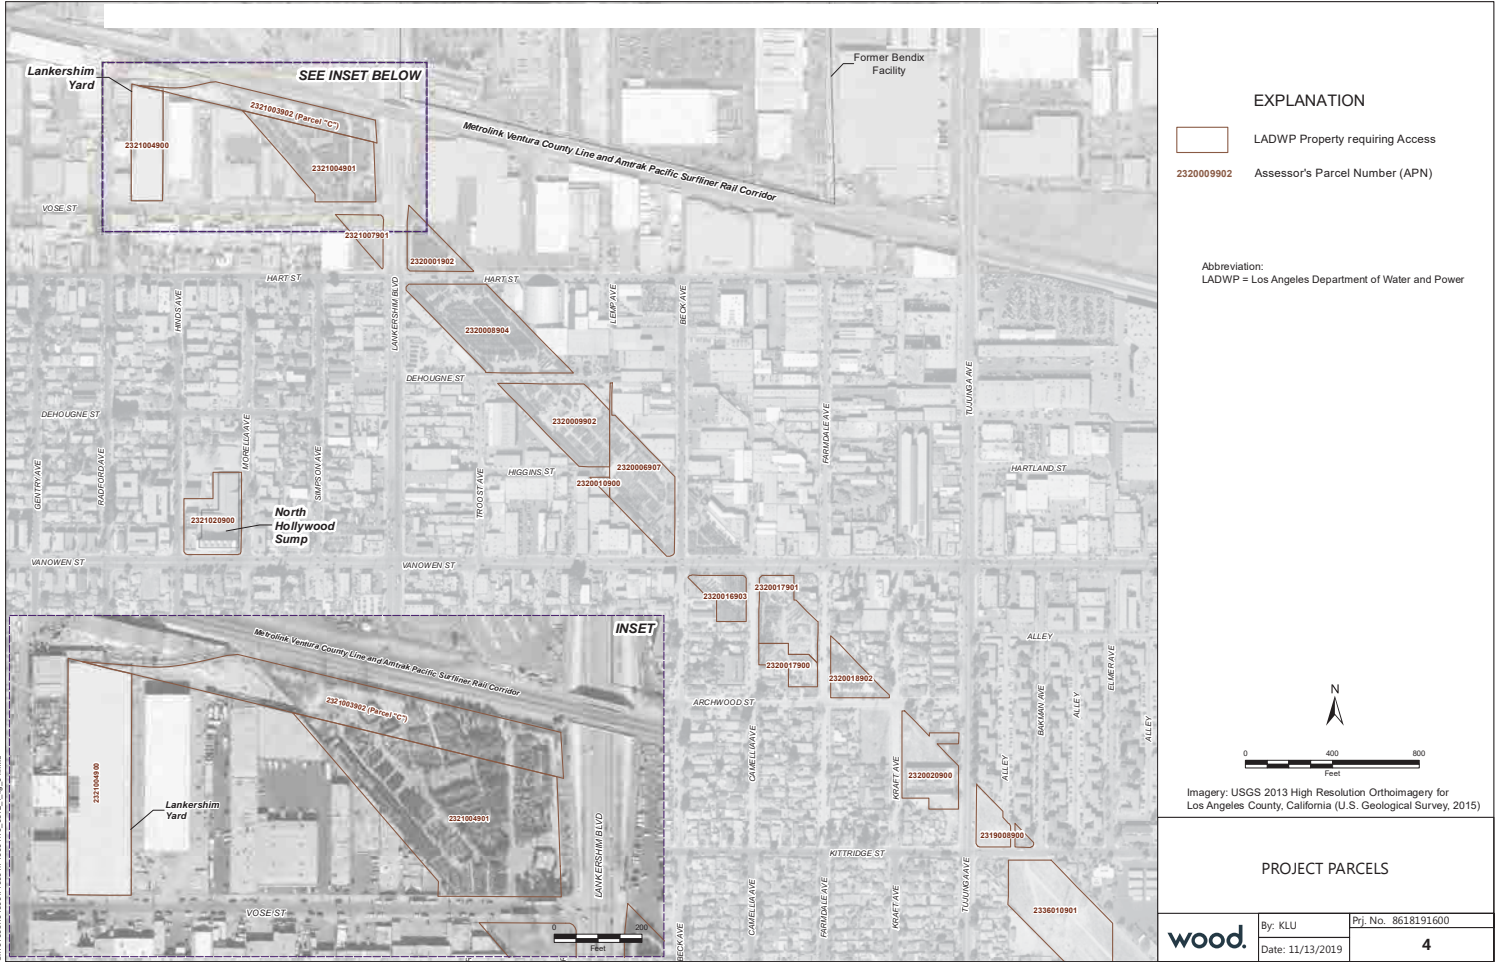 Lankershim
Yard
SEE INSET BELOW
Former Bendix
Facility
2321003902 (Parcel "C")
2321004900
2321004901
Metrolink Ventura County Line and Amtrak Pacific Surfliner Rail Corridor
VOSE ST
2321007901
2320001902
HART ST
HART ST
HINDS AVE
LANKERSHIM BLVD
LEMP AVE
BECK AVE
2320008904
DEHOUGNE ST
TUJUNGA AVE
DEHOUGNE ST
2320009902
FARMDALE AVE
MORELLA AVE
GENTRY AVE
RADFORD AVE
SIMPSON AVE
TROOST AVE
HIGGINS ST
2320006907
2320010900
HARTLAND ST
2321020900
North
Hollywood
Sump
VANOWEN ST
VANOWEN ST
2320016903
2320017901
2320017900
2320018902
ALLEY
ELMER AVE
ARCHWOOD ST
BAKMAN AVE
ALLEY
ALLEY
CAMELLIA AVE
KRAFT AVE
2320020900
ALLEY
2319008900
KITTRIDGE ST
2336010901
CAMELLIA AVE
FARMDALE AVE
KRAFT AVE
TUJUNGA AVE
BECK AVE
INSET
Metrolink Ventura County Line and Amtrak Pacific Surfliner Rail Corridor
2321003902 (Parcel "C")
2321004900
Lankershim
Yard
2321004901
LANKERSHIM BLVD
VOSE ST
0 200
Feet
EXPLANATION
LADWP Property requiring Access
2320009902 Assessor's Parcel Number (APN)
Abbreviation:
LADWP = Los Angeles Department of Water and Power
N
0 400 800
Feet
Imagery: USGS 2013 High Resolution Orthoimagery for
Los Angeles County, California (U.S. Geological Survey, 2015)
PROJECT PARCELS
wood.
By: KLU
Prj. No. 8618191600
Date: 11/13/2019
4